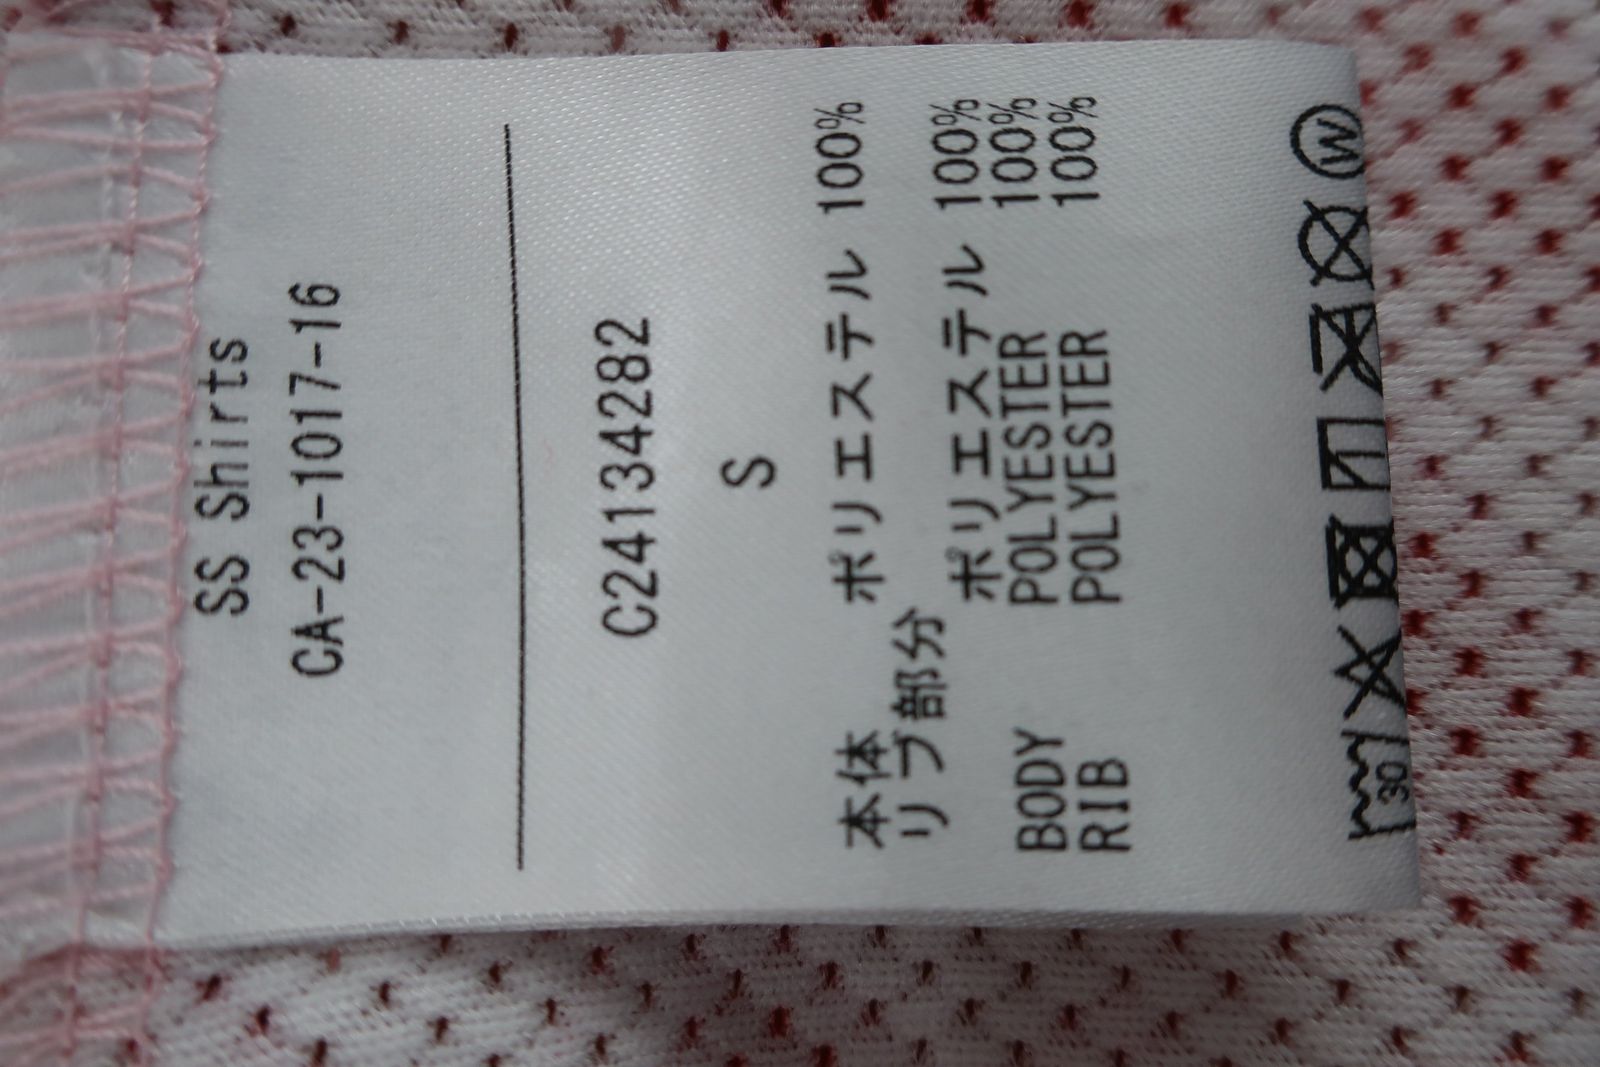 SS Shirts
CA-23-1017-16
C24134282
S
本体 ポリエステル 100%
リブ部分
ポリエステル 100%
BODY POLYESTER 100%
RIB POLYESTER 100%
30 W